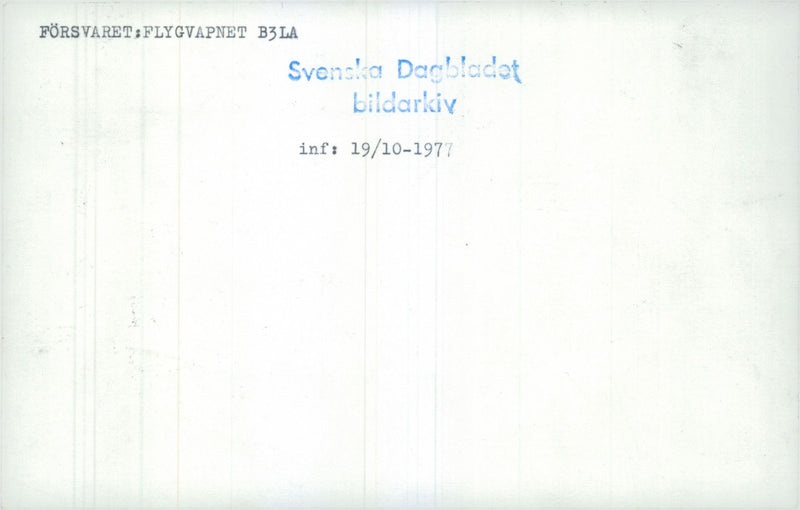 FÖRSVARET:FLYGVAPNET B3LA
Svenska Dagbladet
bildarkiv
inf: 19/10-1977